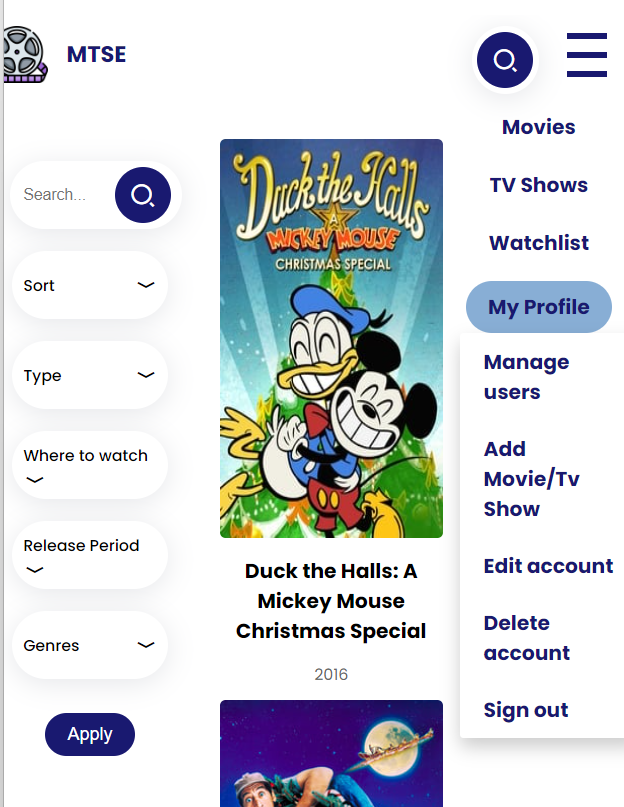 MTSE
Search...
Sort
Type
Where to watch
Release Period
Genres
Apply
Duck the Halls
A
MICKEY MOUSE
CHRISTMAS SPECIAL
Duck the Halls: A
Mickey Mouse
Christmas Special
2016
Movies
TV Shows
Watchlist
My Profile
Manage
users
Add
Movie/Tv
Show
Edit account
Delete
account
Sign out